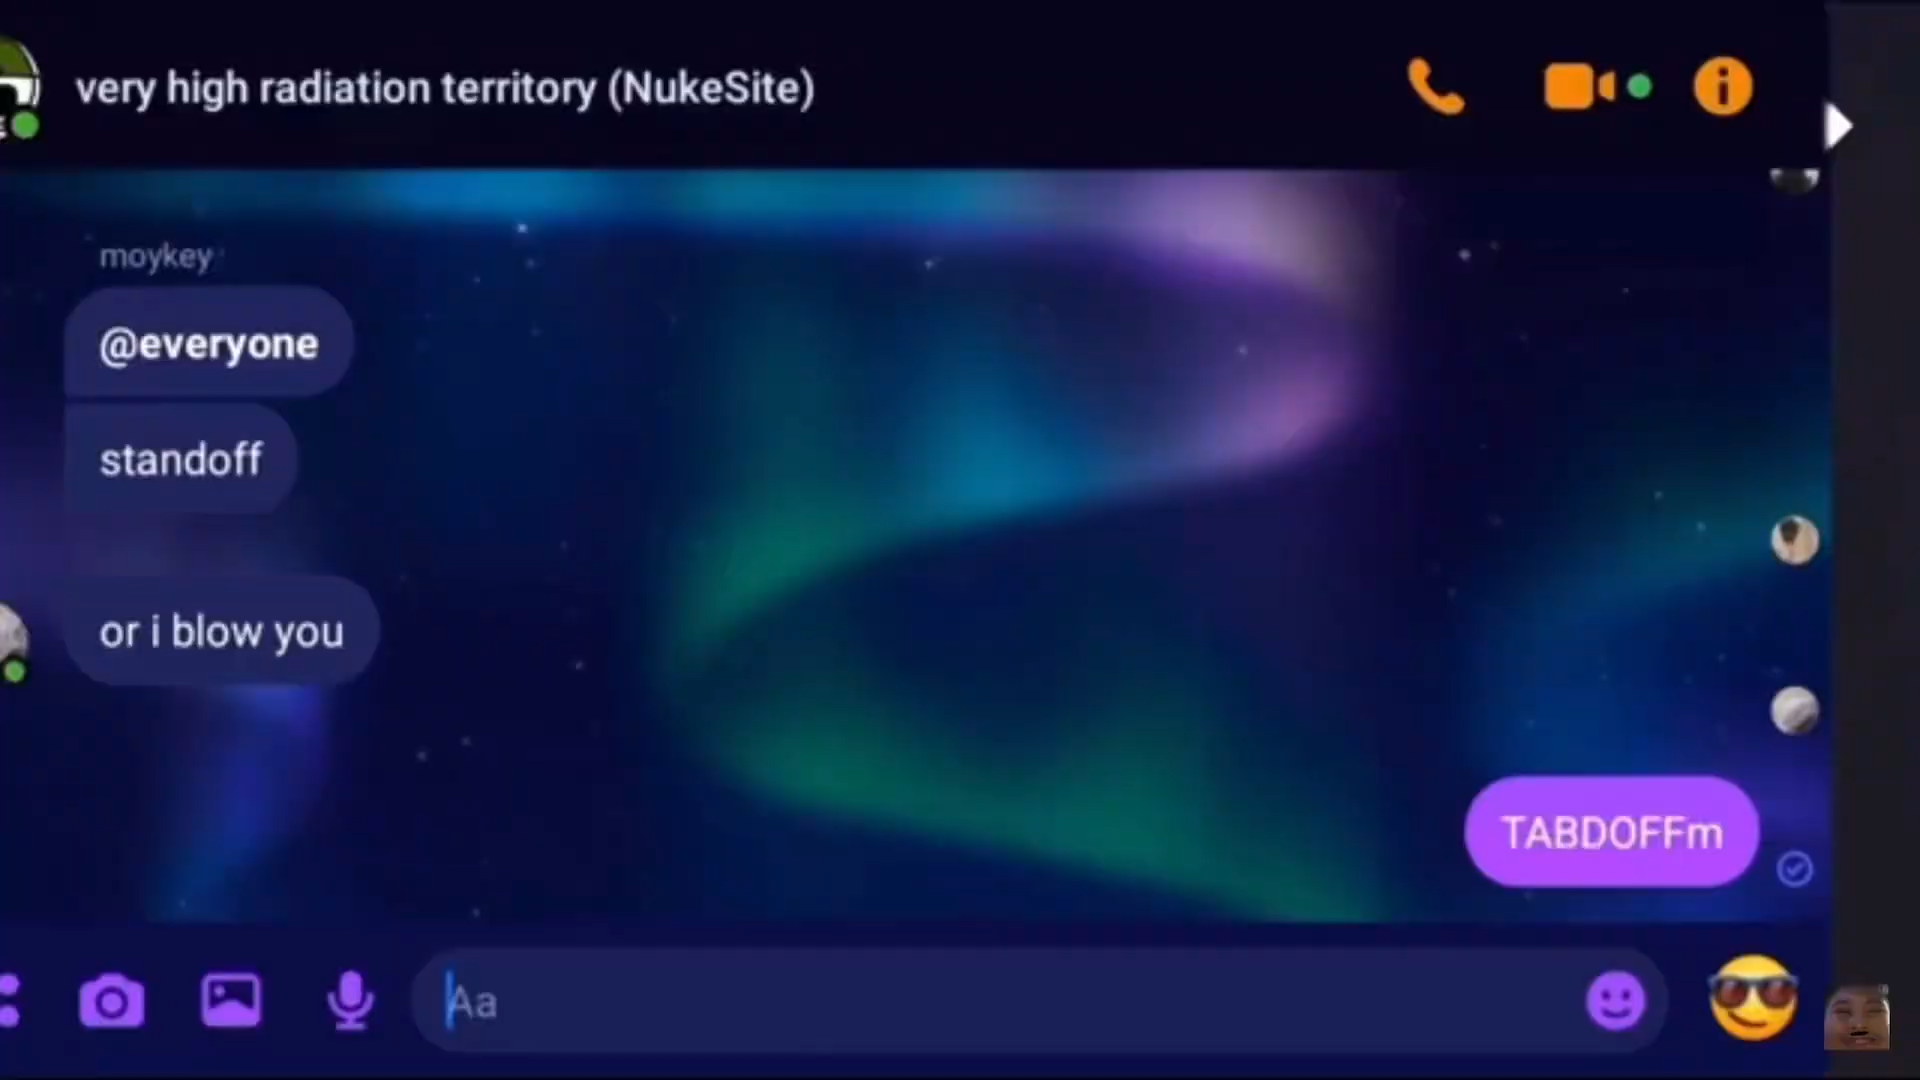 very high radiation territory (NukeSite)
moykey
@everyone
standoff
or i blow you
TABDOFFm
Aa